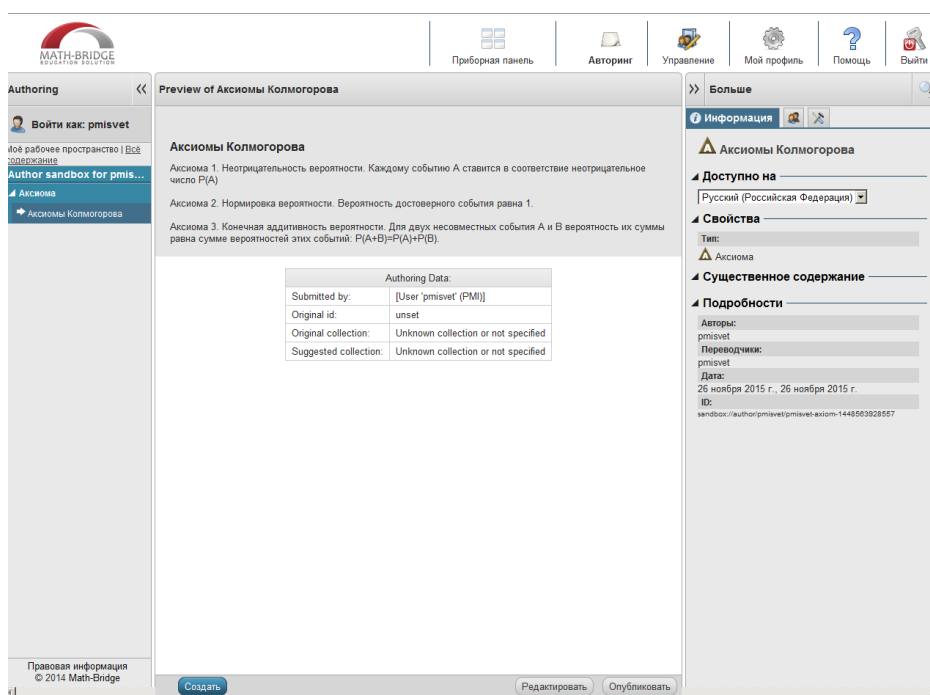 MATH-BRIDGE
EDUCATION SOLUTION
Приборная панель
Авторинг
Управление
Мой профиль
Помощь
Выйти
Authoring
Войти как: pmisvet
Моё рабочее пространство | Всё
содержание
Author sandbox for pmis...
Аксиома
Аксиомы Колмогорова
Правовая информация
© 2014 Math-Bridge
Preview of Аксиомы Колмогорова
Аксиомы Колмогорова
Аксиома 1. Неотрицательность вероятности. Каждому событию А ставится в соответствие неотрицательное
число P(A)
Аксиома 2. Нормировка вероятности. Вероятность достоверного события равна 1.
Аксиома 3. Конечная аддитивность вероятности. Для двух несовместных события А и В вероятность их суммы
равна сумме вероятностей этих событий: P(A+B)=P(A)+P(B).
Authoring Data:
Submitted by: [User 'pmisvet' (PMI)]
Original id: unset
Original collection: Unknown collection or not specified
Suggested collection: Unknown collection or not specified
Создать
Редактировать
Опубликовать
Больше
Информация
Аксиомы Колмогорова
Доступно на
Русский (Российская Федерация)
Свойства
Тип:
Аксиома
Существенное содержание
Подробности
Авторы:
pmisvet
Переводчики:
pmisvet
Дата:
26 ноября 2015 г., 26 ноября 2015 г.
ID:
sandbox://author/pmisvet/pmisvet-axiom-1448563928557